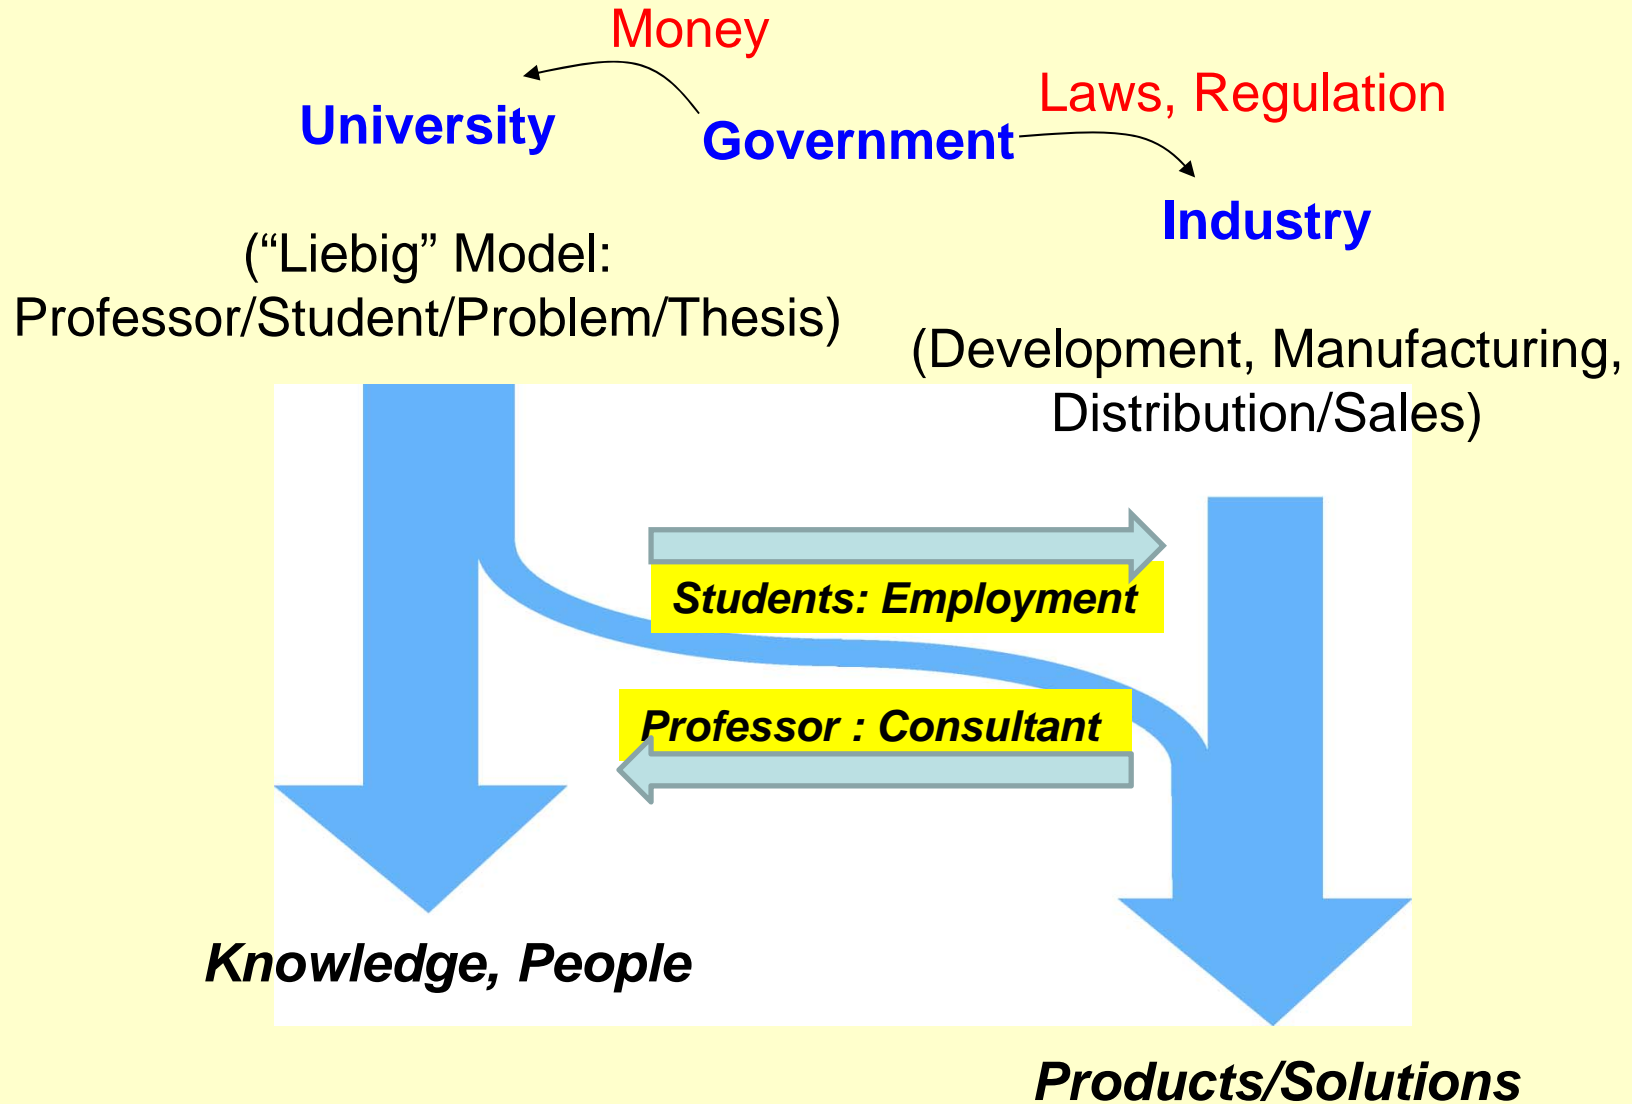 Money
Laws, Regulation
University
Government
Industry
(“Liebig” Model:
Professor/Student/Problem/Thesis)
(Development, Manufacturing,
Distribution/Sales)
Students: Employment
Professor : Consultant
Knowledge, People
Products/Solutions